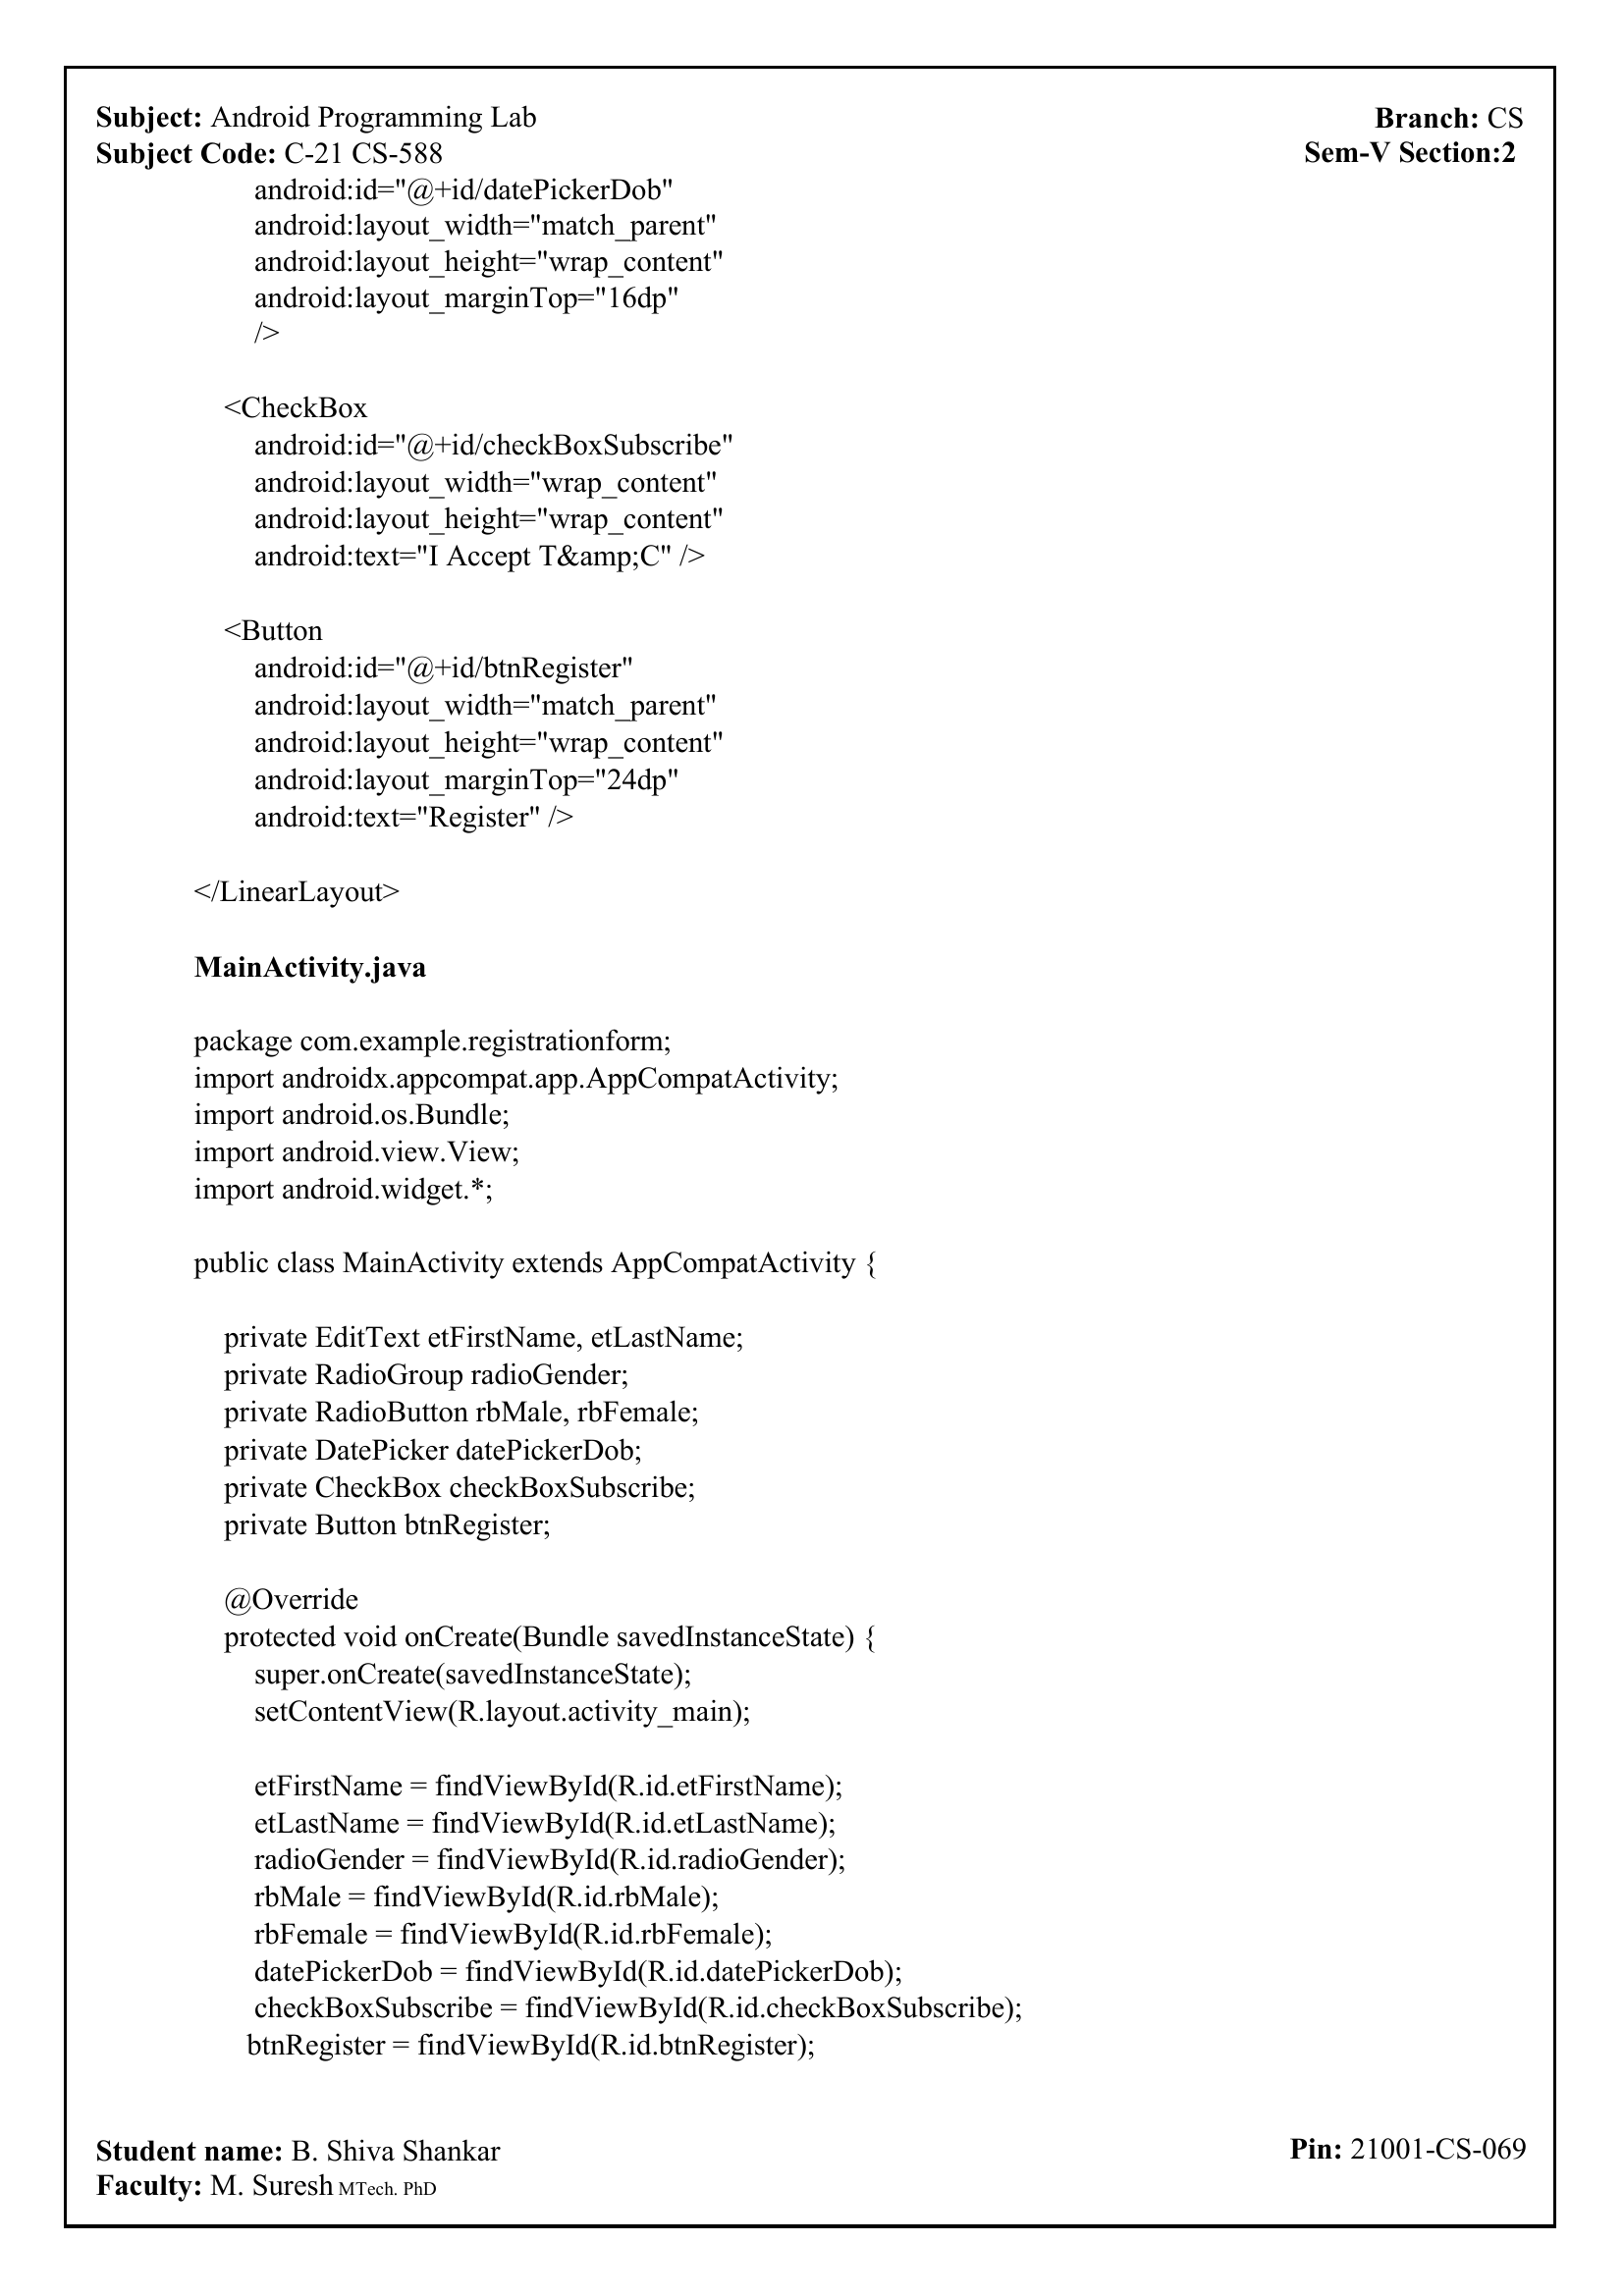 Subject: Android Programming Lab
Branch: CS
Subject Code: C-21 CS-588
Sem-V Section:2
android:id="@+id/datePickerDob"
android:layout_width="match_parent"
android:layout_height="wrap_content"
android:layout_marginTop="16dp"
/>
<CheckBox
android:id="@+id/checkBoxSubscribe"
android:layout_width="wrap_content"
android:layout_height="wrap_content"
android:text="I Accept T&amp;C" />
<Button
android:id="@+id/btnRegister"
android:layout_width="match_parent"
android:layout_height="wrap_content"
android:layout_marginTop="24dp"
android:text="Register" />
</LinearLayout>
MainActivity.java
package com.example.registrationform;
import androidx.appcompat.app.AppCompatActivity;
import android.os.Bundle;
import android.view.View;
import android.widget.*;
public class MainActivity extends AppCompatActivity {
private EditText etFirstName, etLastName;
private RadioGroup radioGender;
private RadioButton rbMale, rbFemale;
private DatePicker datePickerDob;
private CheckBox checkBoxSubscribe;
private Button btnRegister;
@Override
protected void onCreate(Bundle savedInstanceState) {
super.onCreate(savedInstanceState);
setContentView(R.layout.activity_main);
etFirstName = findViewById(R.id.etFirstName);
etLastName = findViewById(R.id.etLastName);
radioGender = findViewById(R.id.radioGender);
rbMale = findViewById(R.id.rbMale);
rbFemale = findViewById(R.id.rbFemale);
datePickerDob = findViewById(R.id.datePickerDob);
checkBoxSubscribe = findViewById(R.id.checkBoxSubscribe);
btnRegister = findViewById(R.id.btnRegister);
Student name: B. Shiva Shankar
Pin: 21001-CS-069
Faculty: M. Suresh MTech. PhD